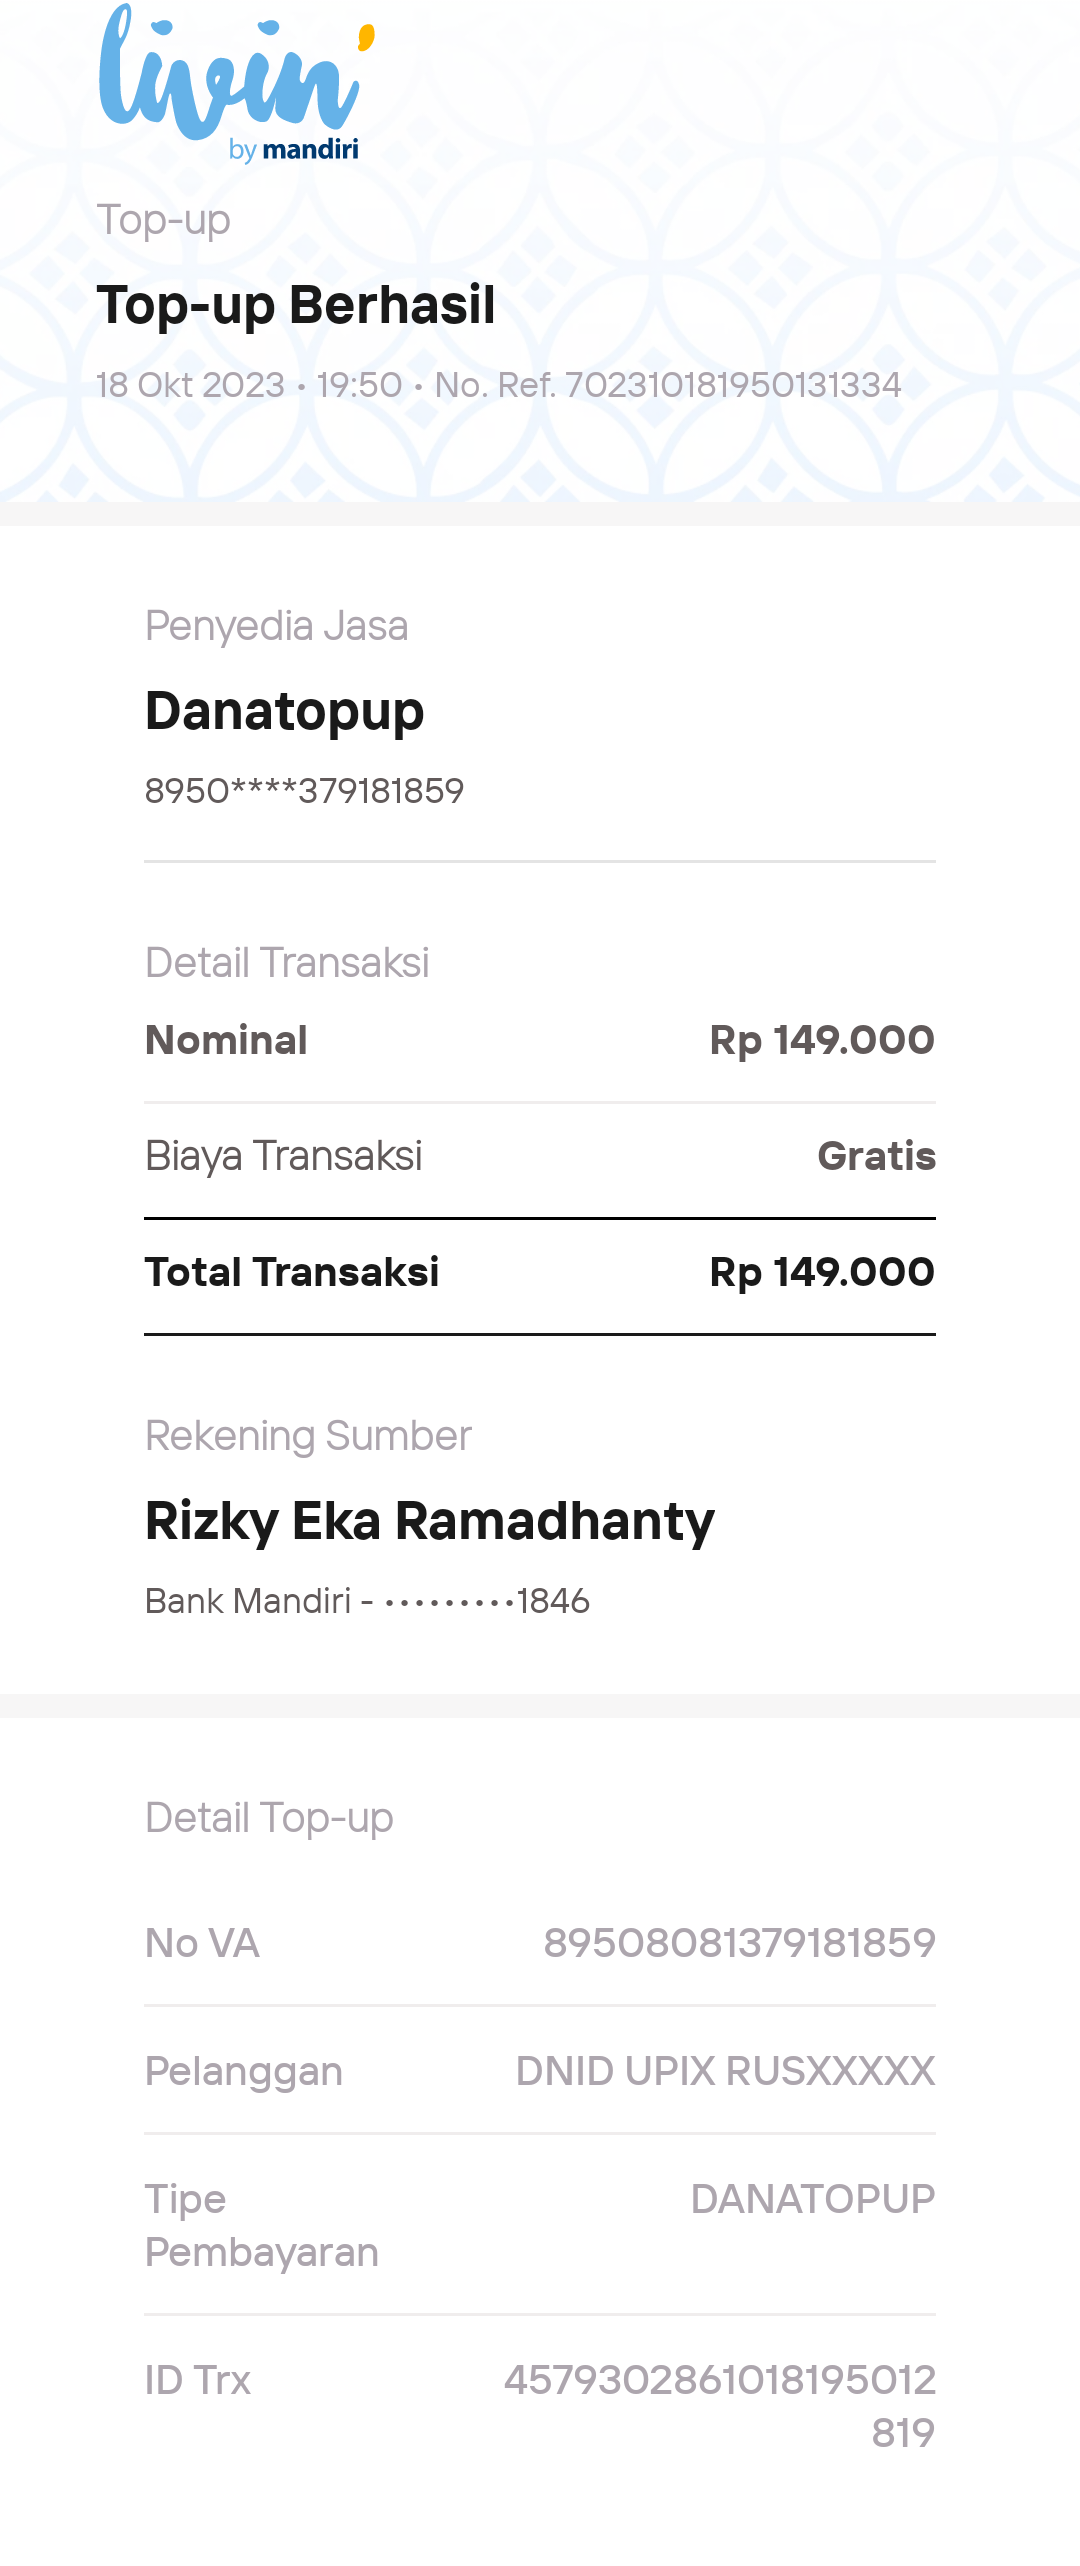 livin'
by mandiri
Top-up
Top-up Berhasil
18 Okt 2023 • 19:50 • No. Ref. 702310181950131334
Penyedia Jasa
Danatopup
8950****379181859
Detail Transaksi
Nominal Rp 149.000
Biaya Transaksi Gratis
Total Transaksi Rp 149.000
Rekening Sumber
Rizky Eka Ramadhanty
Bank Mandiri - •••••••••1846
Detail Top-up
No VA 89508081379181859
Pelanggan DNID UPIX RUSXXXXX
Tipe DANATOPUP
Pembayaran
ID Trx 4579302861018195012
819